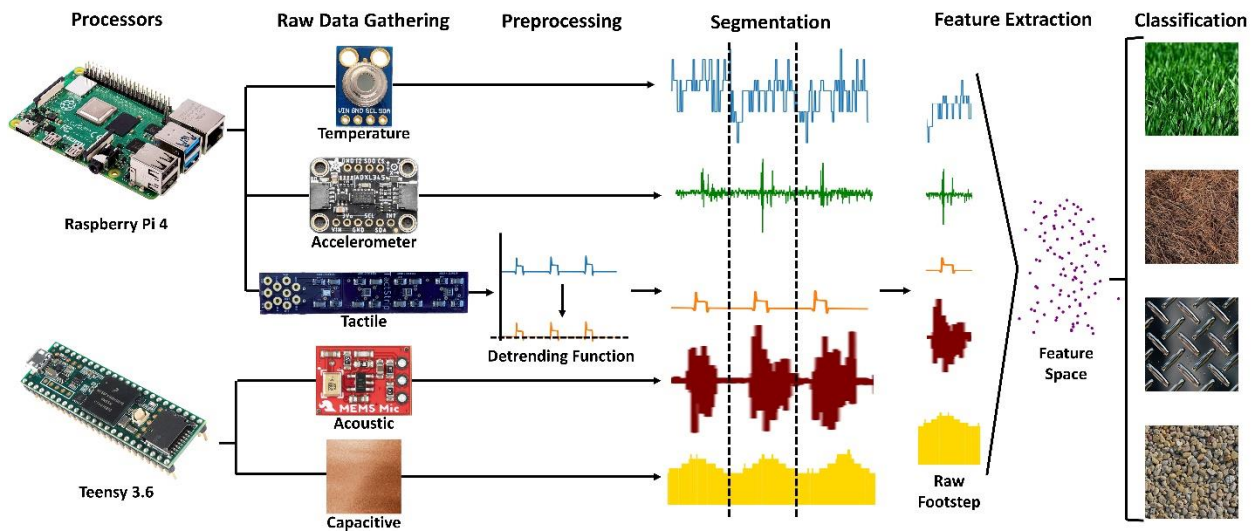 Processors
Raw Data Gathering
Preprocessing
Segmentation
Feature Extraction
Classification
VIN GND SCL SDA
Temperature
ADXL345
Raspberry Pi 4
Accelerometer
Tactile
Detrending Function
MEMS Mic
Acoustic
Teensy 3.6
Capacitive
Raw
Footstep
Feature
Space